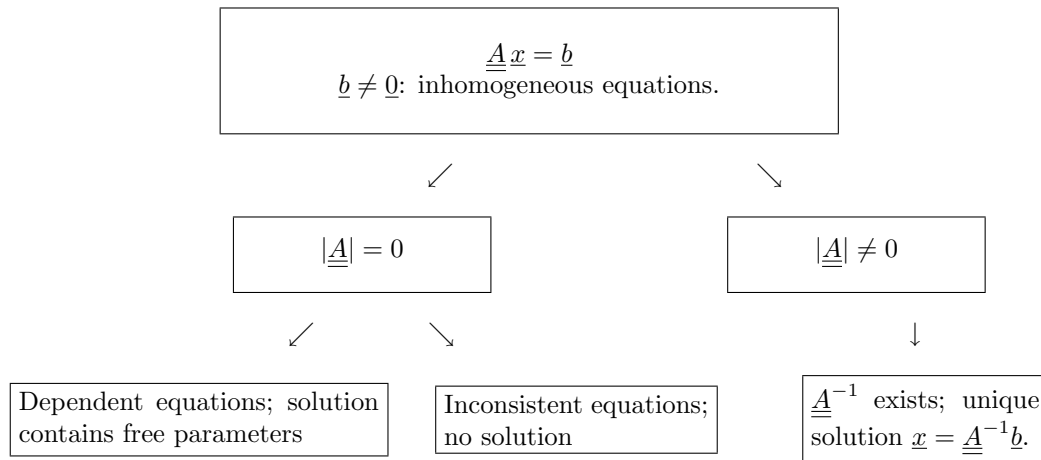 A x = b
b ≠ 0: inhomogeneous equations.
|A| = 0
|A| ≠ 0
Dependent equations; solution
contains free parameters
Inconsistent equations;
no solution
A⁻¹ exists; unique
solution x = A⁻¹b.